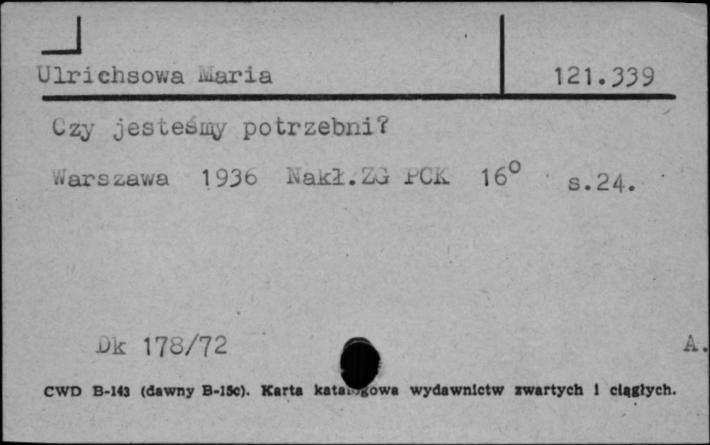 Ulrichsowa Maria 121.339
Czy jesteśmy potrzebni?
Warszawa 1936 Nakł.ZG PCK 16° s.24.
Dk 178/72 A.
CWD B-143 (dawny B-15c). Karta katalogowa wydawnictw zwartych i ciągłych.